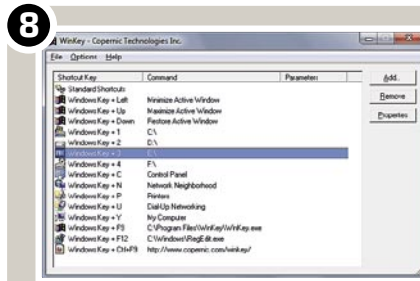 8
WinKey - Copernic Technologies Inc.
File Options Help
Shortcut Key Command Parameters
Add...
Remove
Properties
Standard Shortcuts
Windows Key + Left Minimize Active Window
Windows Key + Up Maximize Active Window
Windows Key + Down Restore Active Window
Windows Key + 1 C:\
Windows Key + 2 D:\
Windows Key + 3 E:\
Windows Key + 4 F:\
Windows Key + C Control Panel
Windows Key + N Network Neighborhood
Windows Key + P Printers
Windows Key + U Dial-Up Networking
Windows Key + Y My Computer
Windows Key + F9 C:\Program Files\WinKey\WinKey.exe
Windows Key + F12 C:\Windows\RegEdit.exe
Windows Key + Ctrl+F9 http://www.copernic.com/winkey/